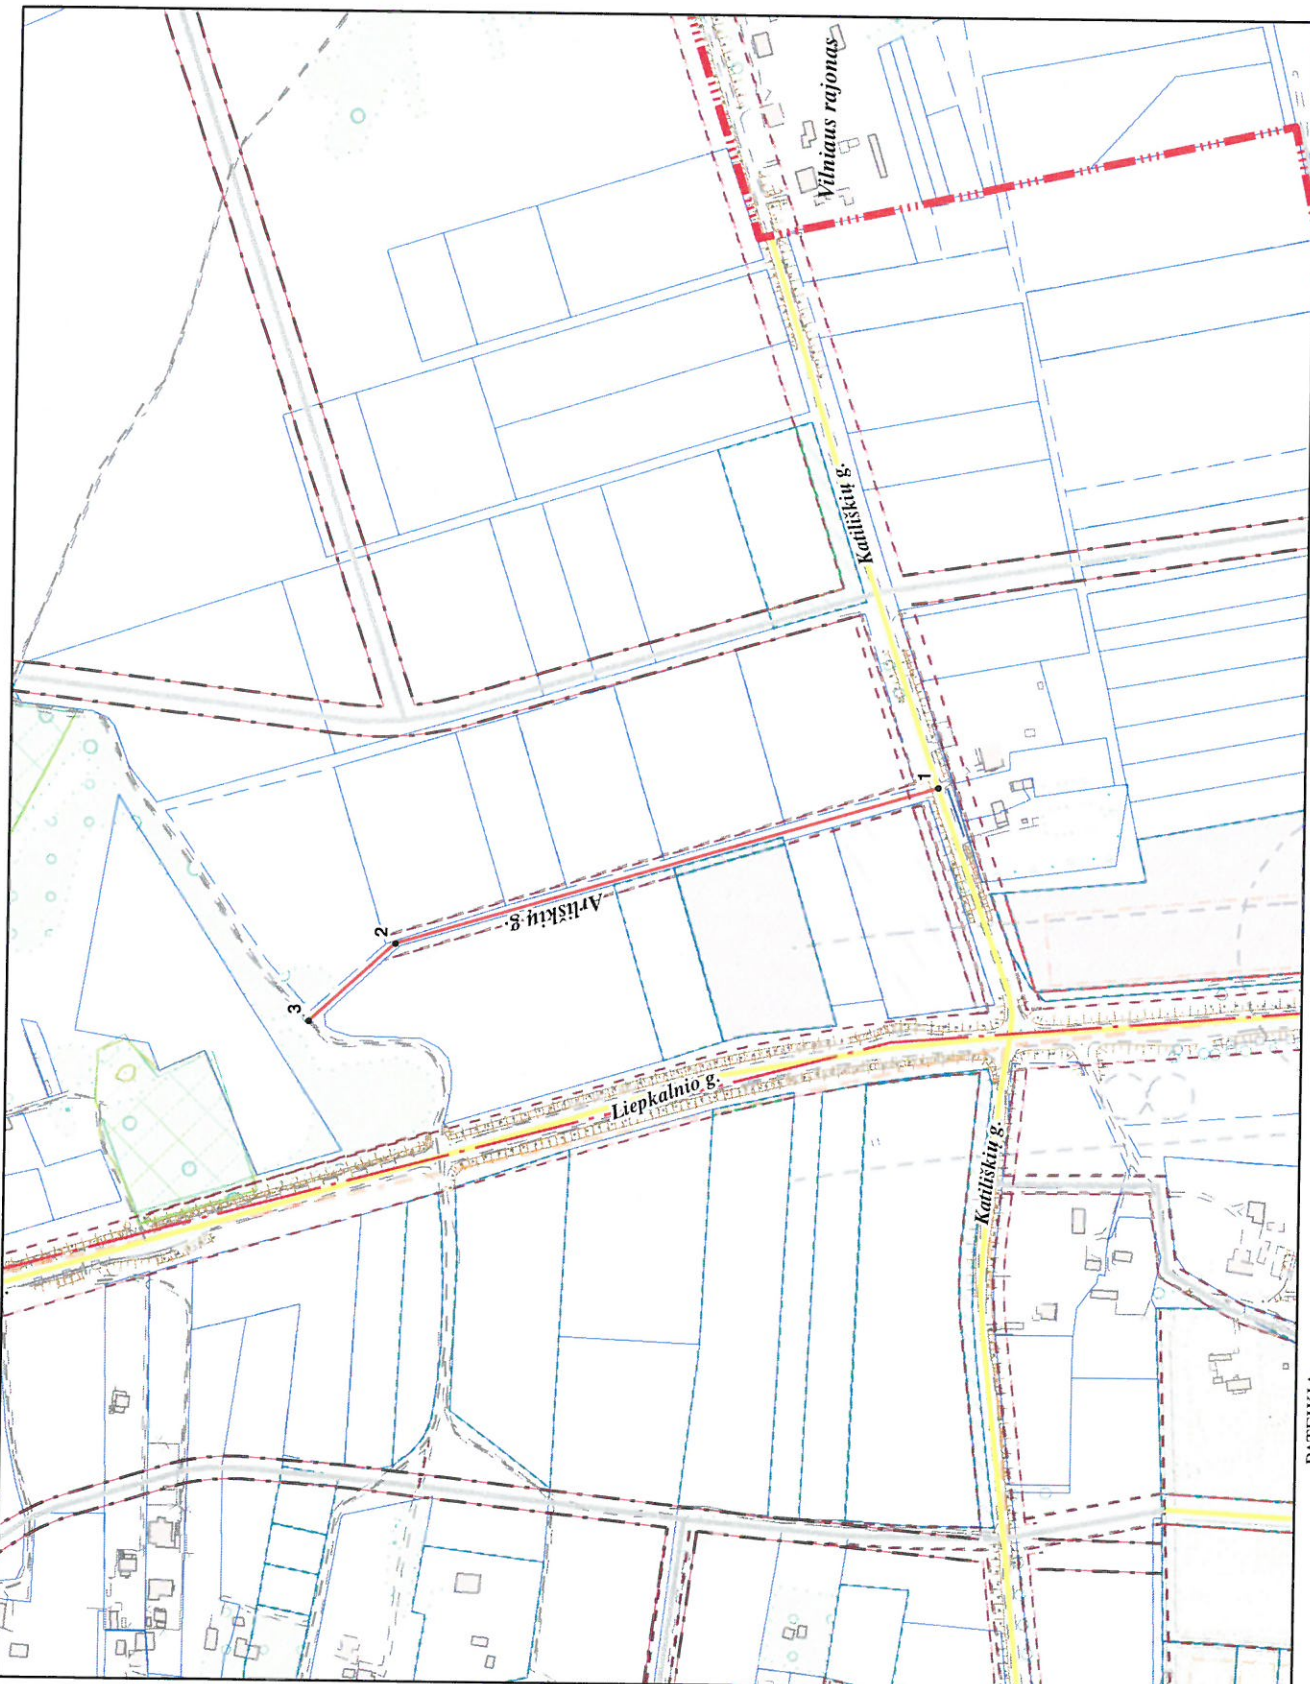 Vilniaus rajonas
Katiliškių g.
1
2
Arliškių g.
3
Liepkalnio g.
Katiliškių g.